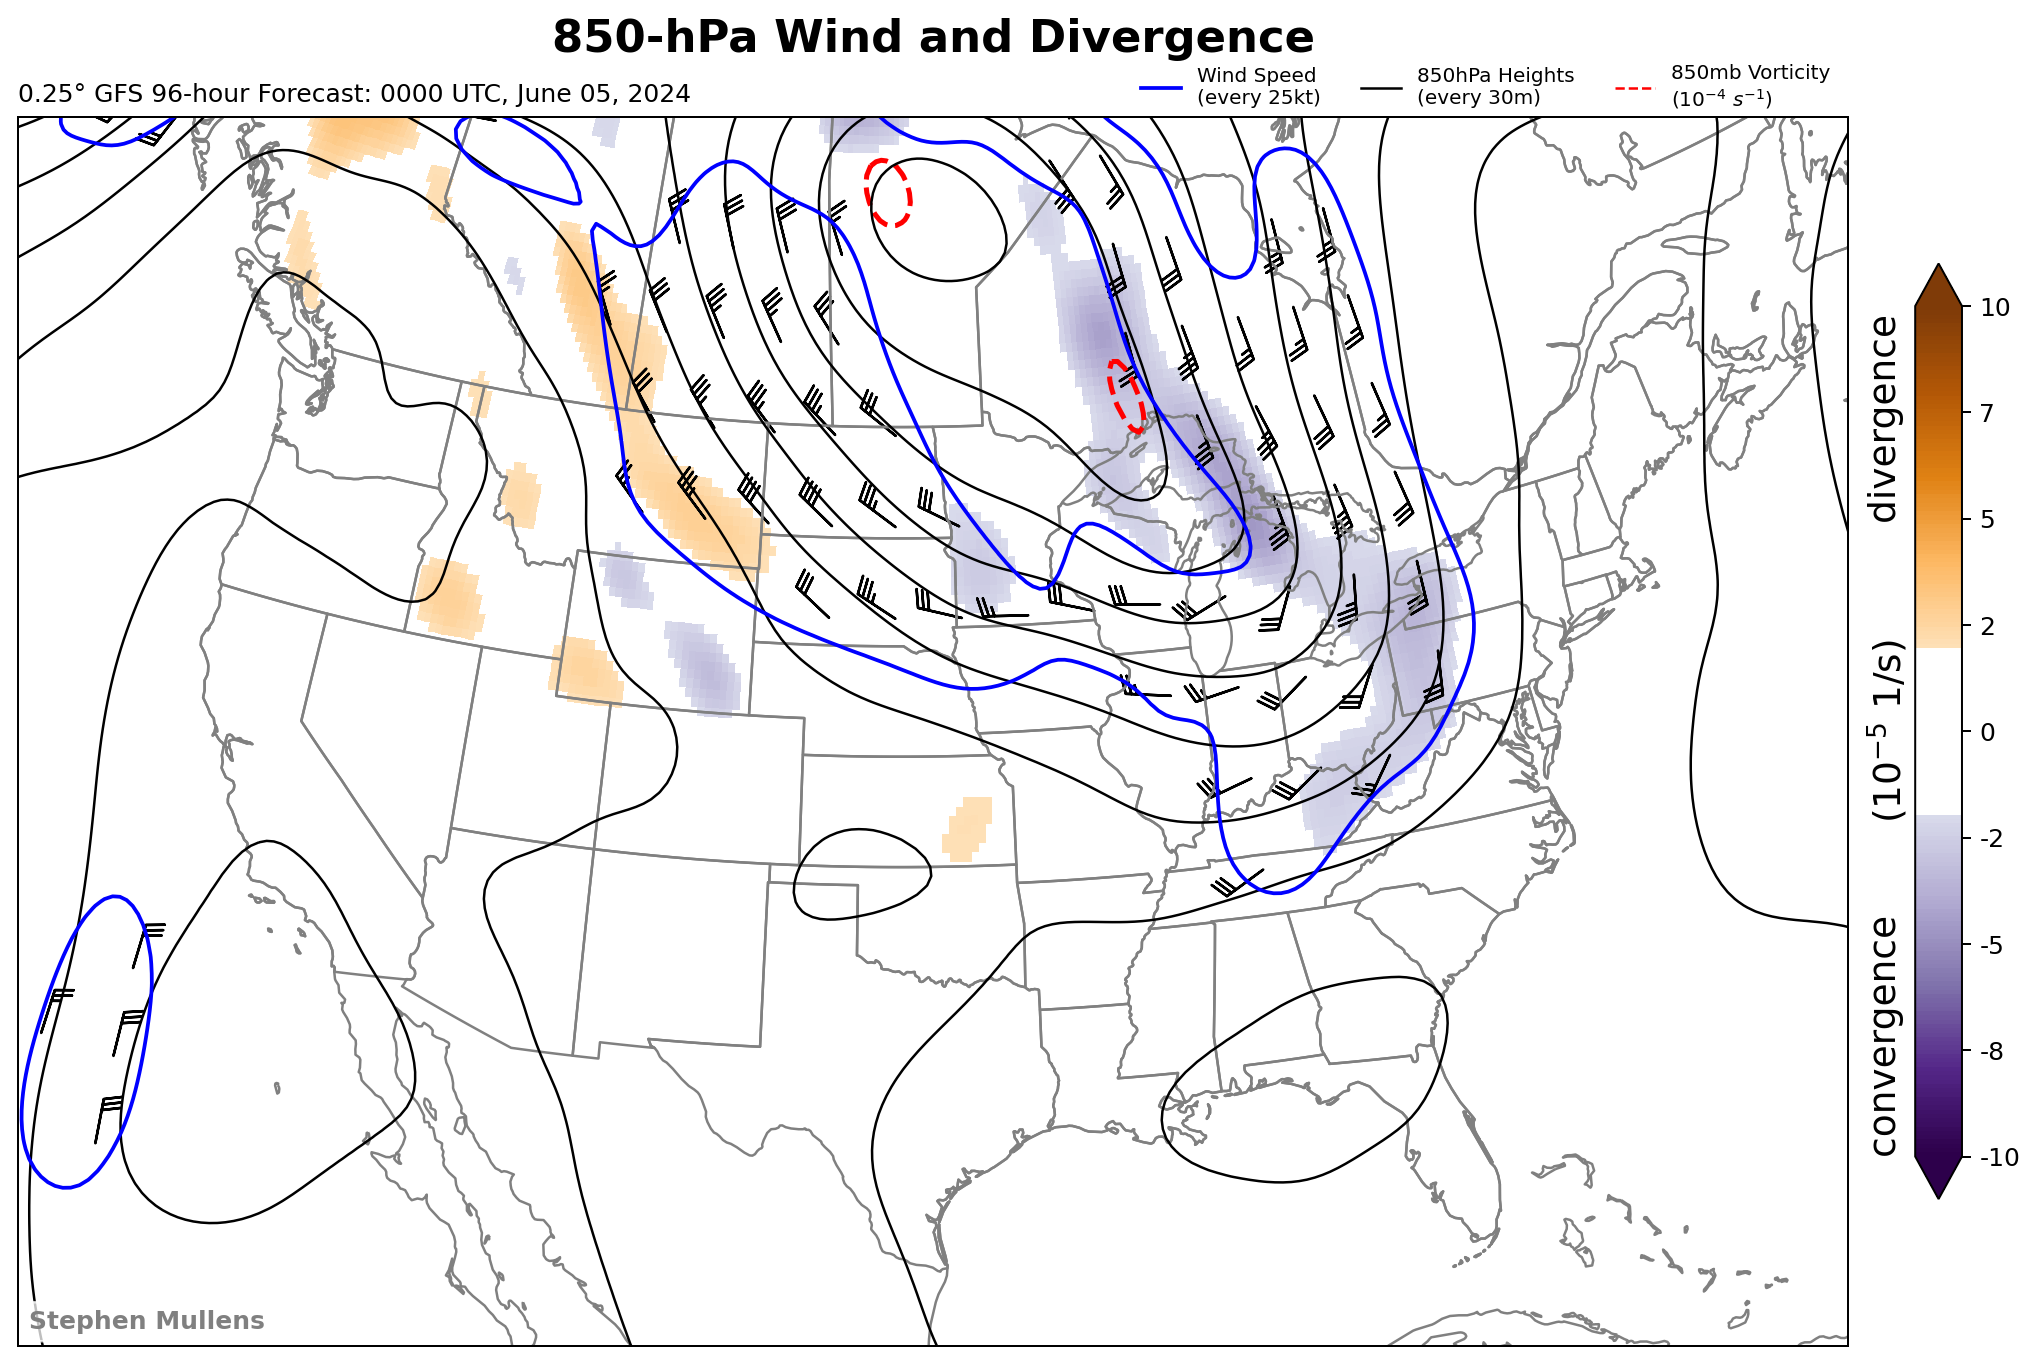 850-hPa Wind and Divergence
0.25° GFS 96-hour Forecast: 0000 UTC, June 05, 2024
Wind Speed
(every 25kt)
850hPa Heights
(every 30m)
850mb Vorticity
(10⁻⁴ s⁻¹)
10
7
5
2
0
-2
-5
-8
-10
divergence
(10⁻⁵ 1/s)
convergence
Stephen Mullens